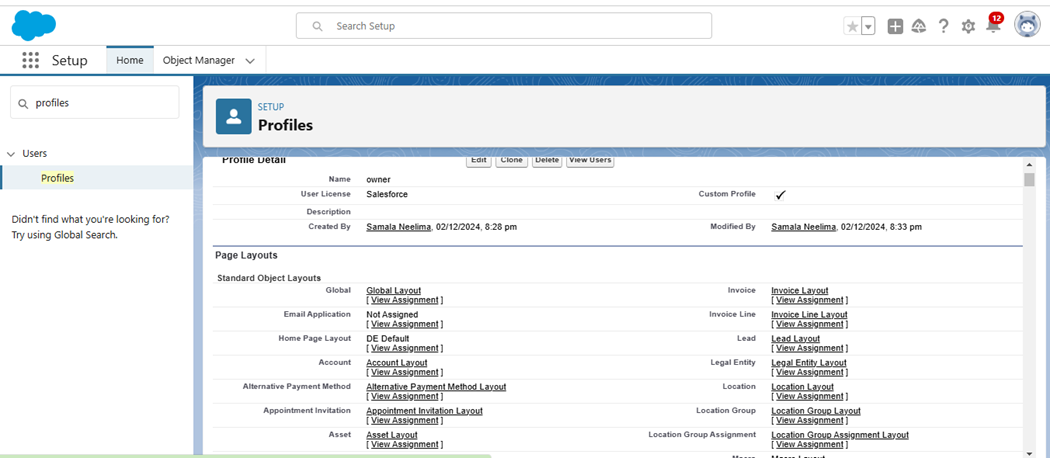 Search Setup
12
Setup
Home
Object Manager
profiles
Users
Profiles
Didn't find what you're looking for?
Try using Global Search.
SETUP
Profiles
Profile Detail
Edit Clone Delete View Users
Name owner
User License Salesforce Custom Profile
Description
Created By Samala Neelima, 02/12/2024, 8:28 pm Modified By Samala Neelima, 02/12/2024, 8:33 pm
Page Layouts
Standard Object Layouts
Global Global Layout Invoice Invoice Layout
[ View Assignment ] [ View Assignment ]
Email Application Not Assigned Invoice Line Invoice Line Layout
[ View Assignment ] [ View Assignment ]
Home Page Layout DE Default Lead Lead Layout
[ View Assignment ] [ View Assignment ]
Account Account Layout Legal Entity Legal Entity Layout
[ View Assignment ] [ View Assignment ]
Alternative Payment Method Alternative Payment Method Layout Location Location Layout
[ View Assignment ] [ View Assignment ]
Appointment Invitation Appointment Invitation Layout Location Group Location Group Layout
[ View Assignment ] [ View Assignment ]
Asset Asset Layout Location Group Assignment Location Group Assignment Layout
[ View Assignment ] [ View Assignment ]
Macro Macro Layout